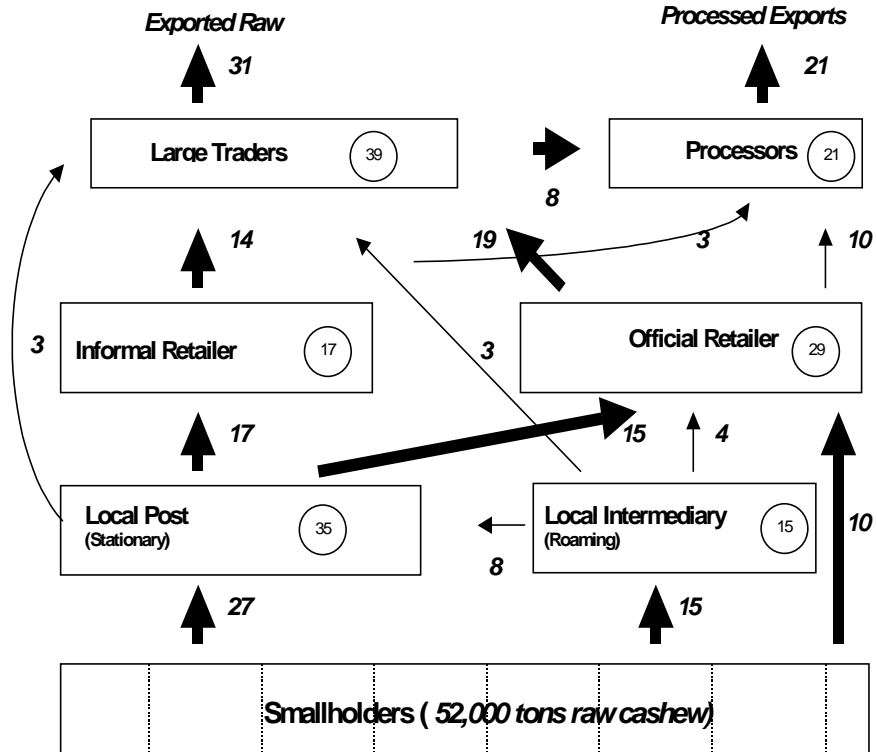 Exported Raw
Processed Exports
31
21
Large Traders
39
Processors
21
8
14
19
3
10
3
Informal Retailer
17
3
Official Retailer
29
17
15
4
Local Post
(Stationary)
35
Local Intermediary
(Roaming)
15
10
8
27
15
Smallholders ( 52,000 tons raw cashew)